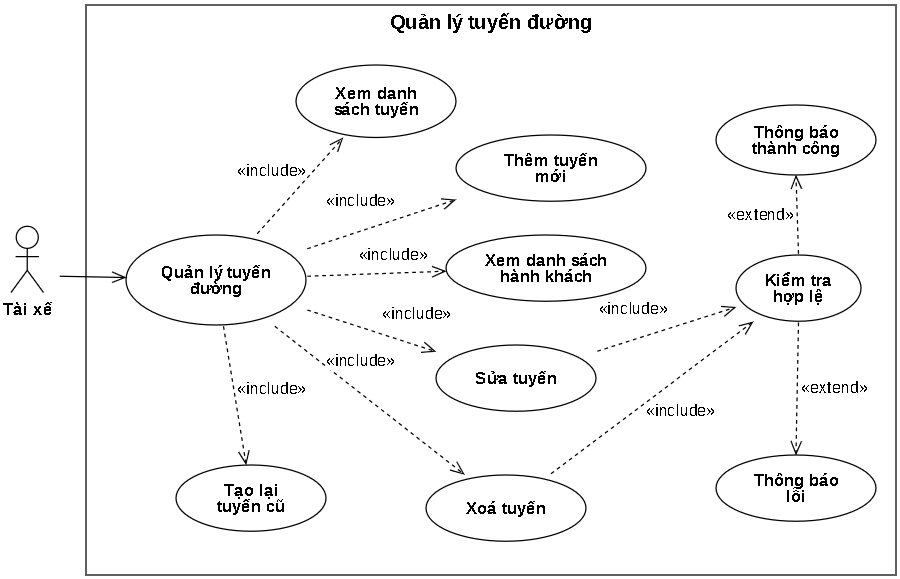 Quản lý tuyến đường
Xem danh
sách tuyến
Thông báo
thành công
Thêm tuyến
mới
«include»
«include»
«extend»
«include»
Xem danh sách
hành khách
Quản lý tuyến
đường
Kiểm tra
hợp lệ
Tài xế
«include»
«include»
«include»
Sửa tuyến
«include»
«extend»
«include»
Tạo lại
tuyến cũ
Xoá tuyến
Thông báo
lỗi